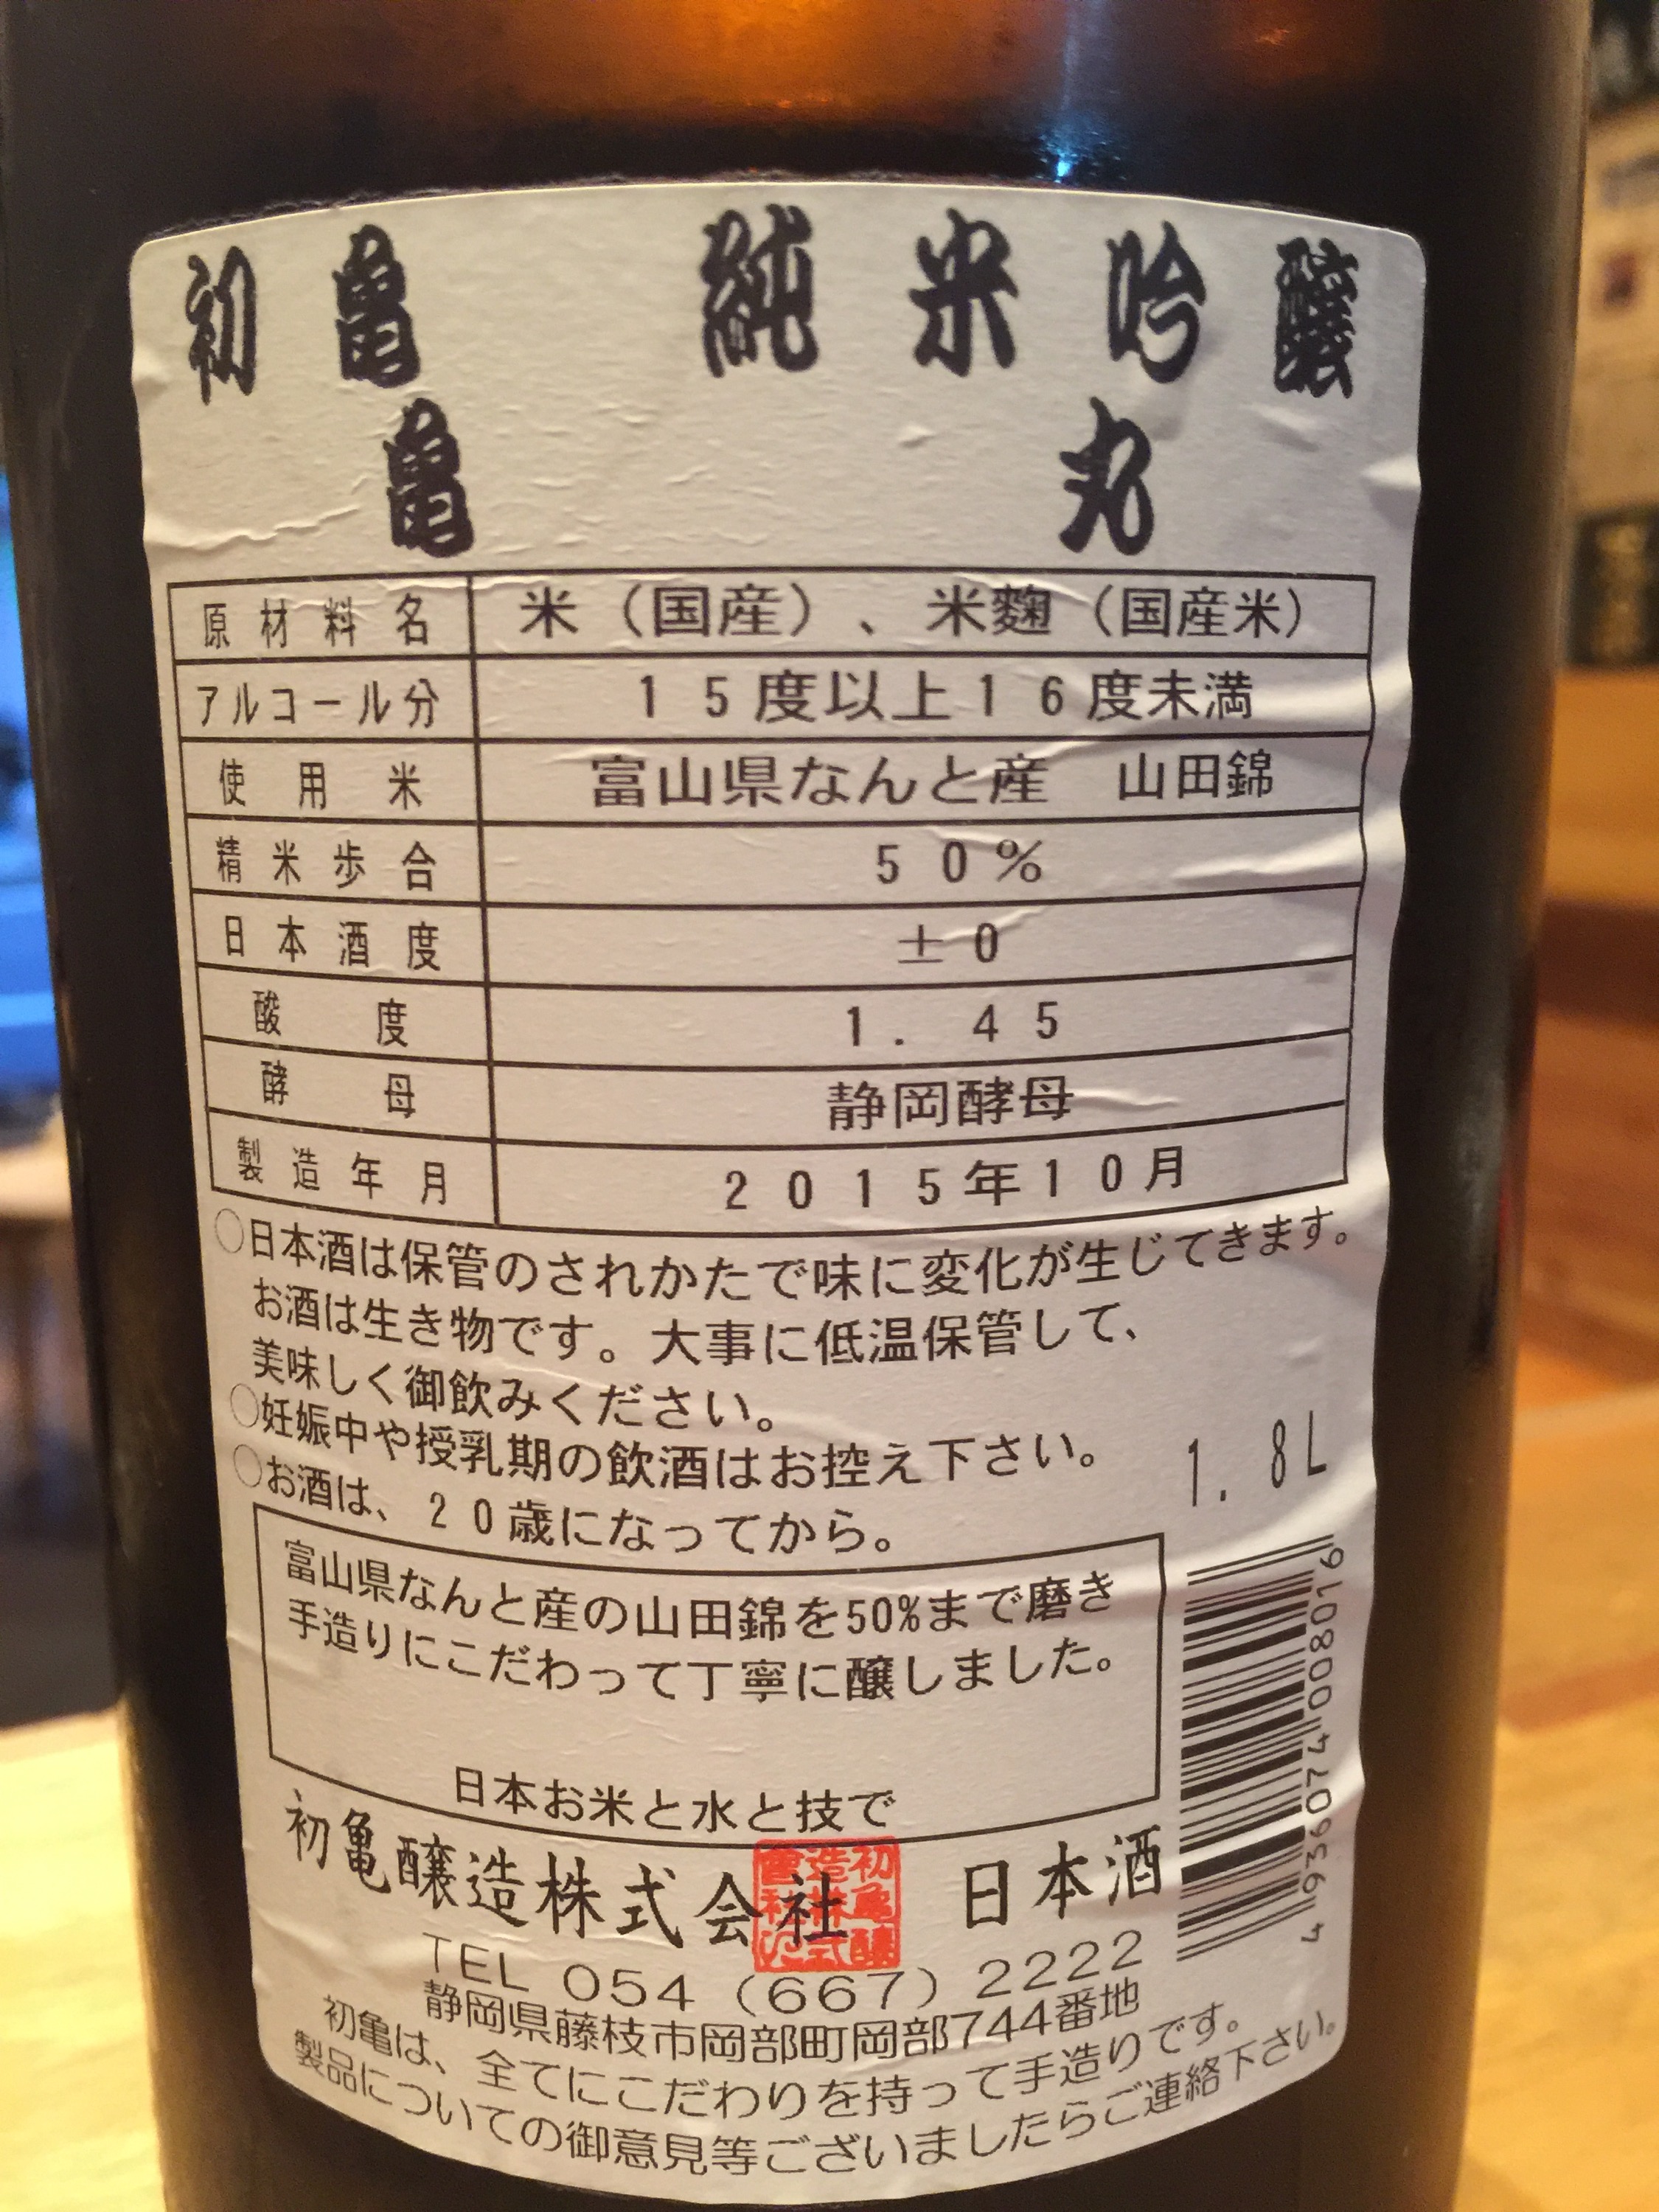 初亀 純米吟醸
亀丸
原材料名 米（国産）、米麴（国産米）
アルコール分 １５度以上１６度未満
使用米 富山県なんと産 山田錦
精米歩合 ５０％
日本酒度 ±０
酸度 １．４５
酵母 静岡酵母
製造年月 ２０１５年１０月
○日本酒は保管のされかたで味に変化が生じてきます。
お酒は生き物です。大事に低温保管して、
美味しく御飲みください。
○妊娠中や授乳期の飲酒はお控え下さい。
○お酒は、２０歳になってから。
1.8L
富山県なんと産の山田錦を50%まで磨き
手造りにこだわって丁寧に醸しました。
日本お米と水と技で
4936074008016
初亀醸造株式会社 日本酒
TEL 054（667）2222
静岡県藤枝市岡部町岡部744番地
初亀は、全てにこだわりを持って手造りです。
製品についての御意見等ございましたらご連絡下さい。